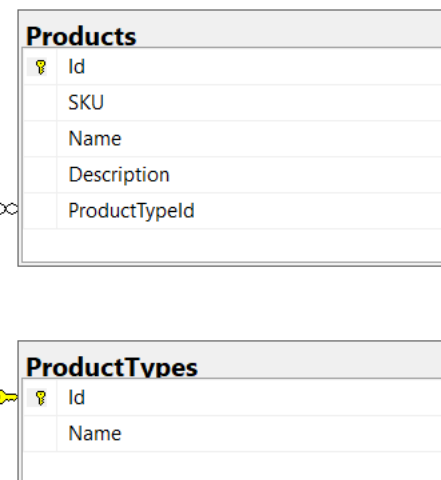 Products
Id
SKU
Name
Description
ProductTypeId
ProductTypes
Id
Name